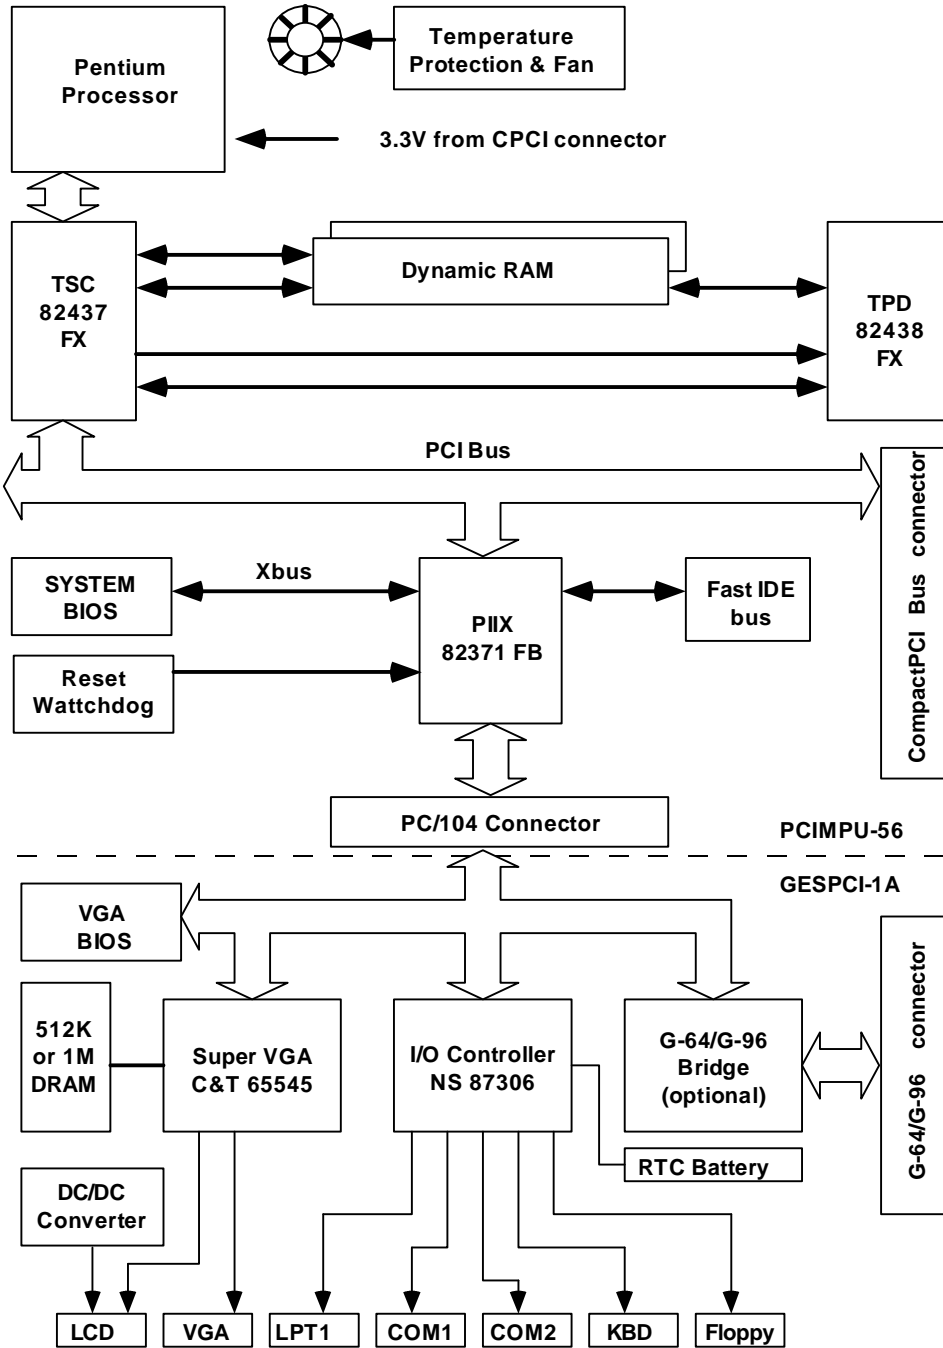 Pentium
Processor
Temperature
Protection & Fan
3.3V from CPCI connector
TSC
82437
FX
Dynamic RAM
TPD
82438
FX
PCI Bus
CompactPCI Bus connector
SYSTEM
BIOS
Xbus
PIIX
82371 FB
Fast IDE
bus
Reset
Wattchdog
PC/104 Connector
PCIMPU-56
GESPCI-1A
VGA
BIOS
512K
or 1M
DRAM
Super VGA
C&T 65545
I/O Controller
NS 87306
G-64/G-96
Bridge
(optional)
G-64/G-96 connector
RTC Battery
DC/DC
Converter
LCD
VGA
LPT1
COM1
COM2
KBD
Floppy